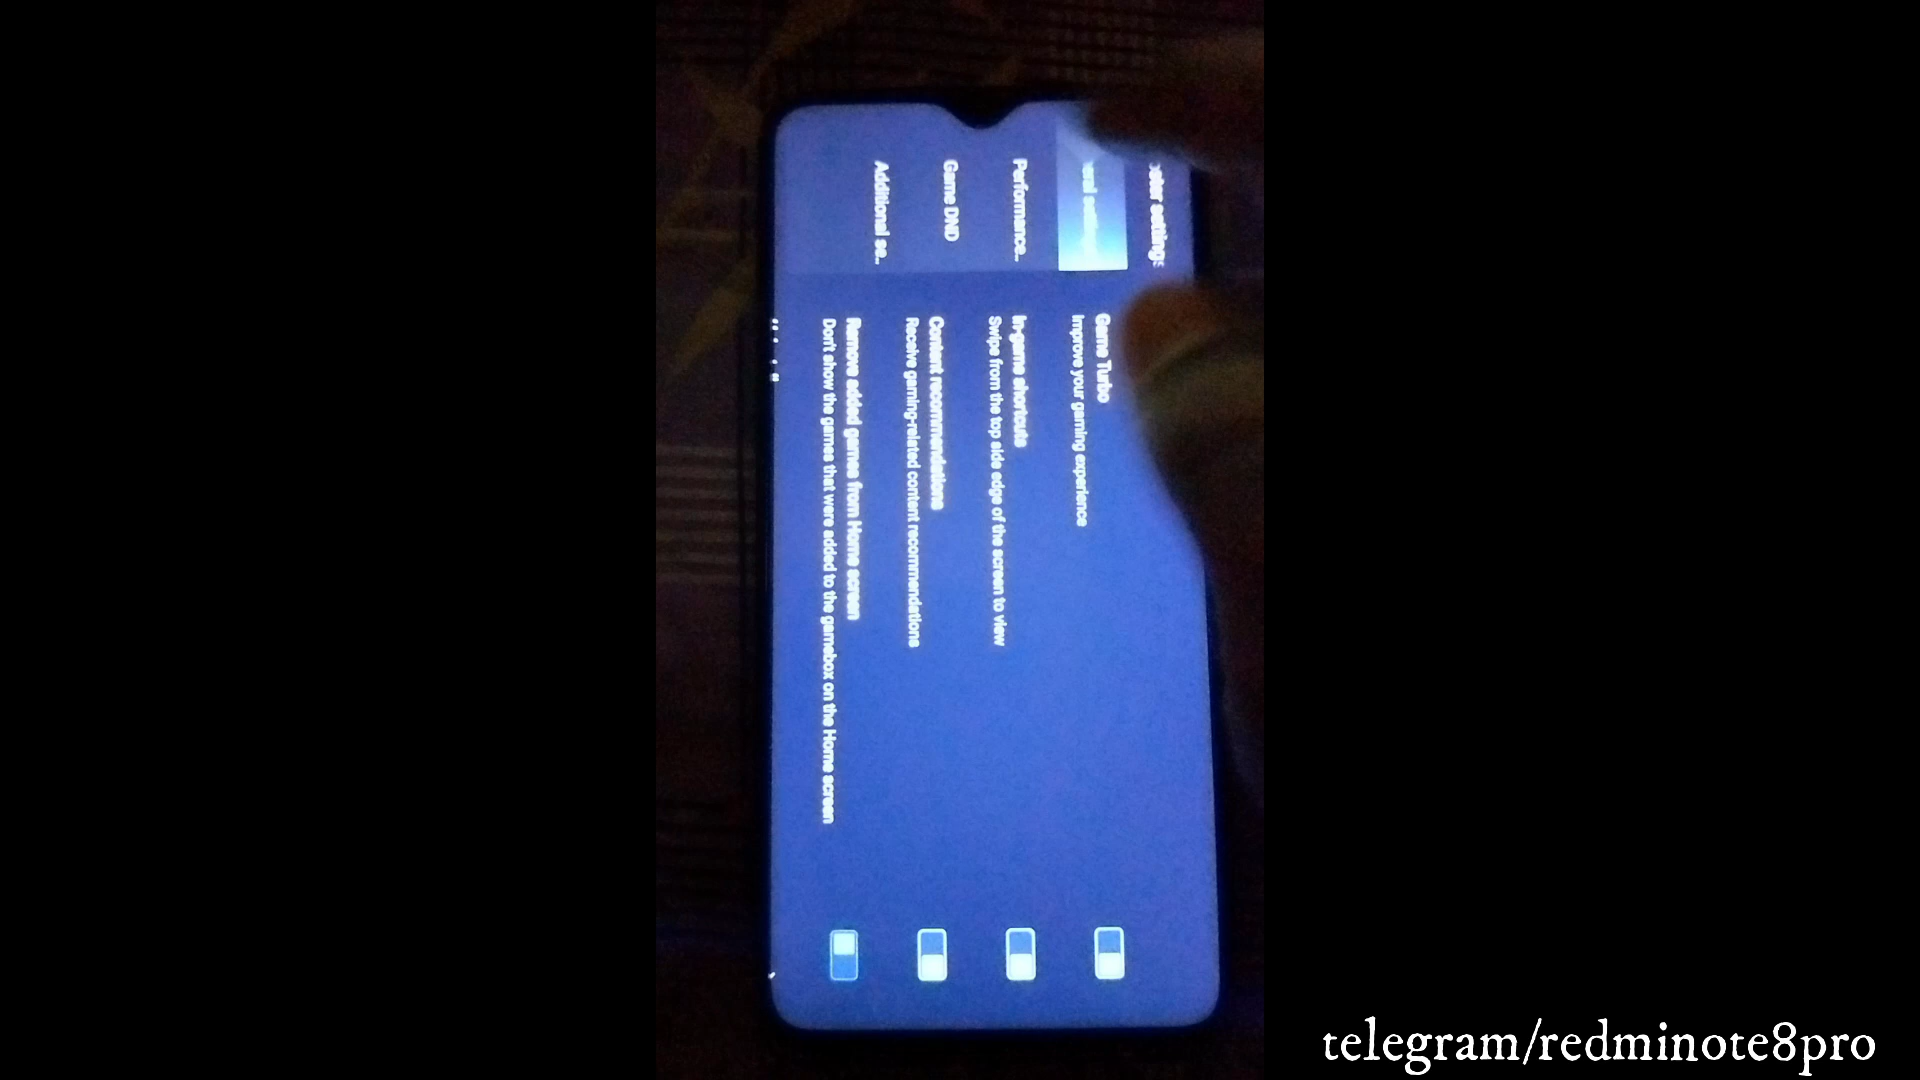 settings
Performance...
Game DND
Additional se...
Game Turbo
Improve your gaming experience
In-game shortcuts
Swipe from the top side edge of the screen to view
Content recommendations
Receive gaming-related content recommendations
Remove added games from Home screen
Don't show the games that were added to the gamebox on the Home screen
telegram/redminote8pro